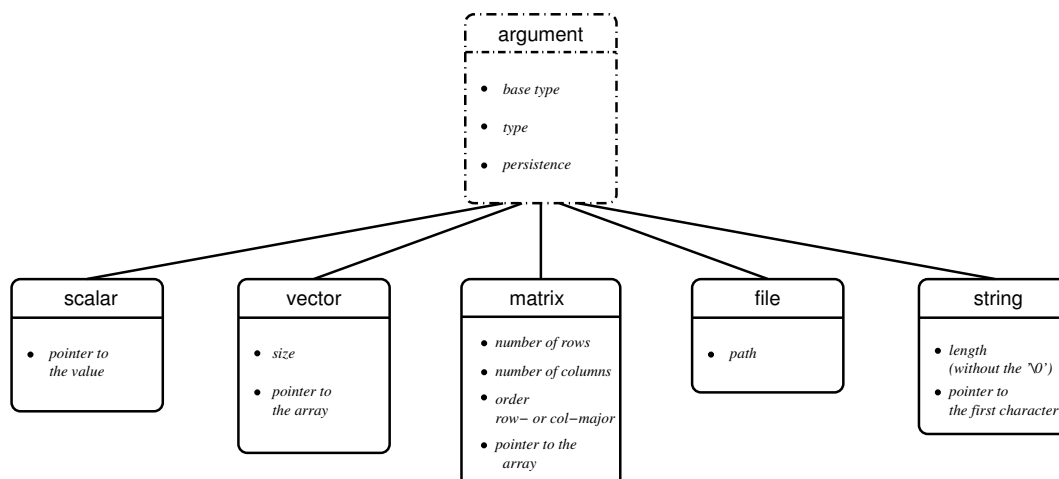 argument
• base type
• type
• persistence
scalar
• pointer to
the value
vector
• size
• pointer to
the array
matrix
• number of rows
• number of columns
• order
row− or col−major
• pointer to the
array
file
• path
string
• length
(without the '\0')
• pointer to
the first character